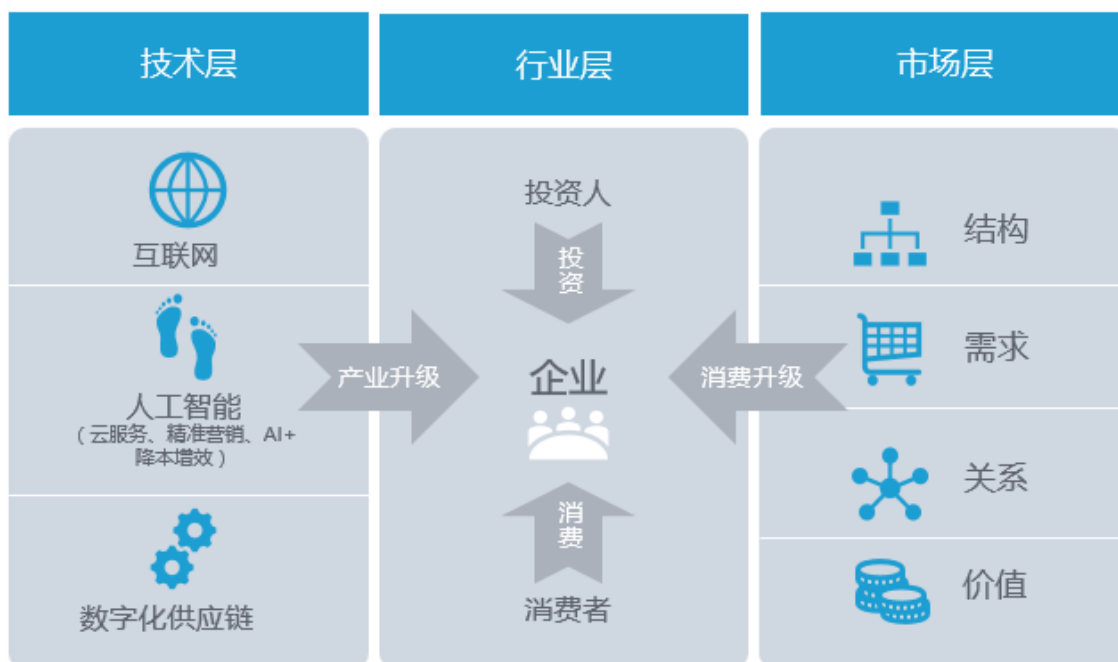 技术层
行业层
市场层
互联网
人工智能
（云服务、精准营销、AI+
降本增效）
数字化供应链
产业升级
投资人
投资
企业
消费
消费者
消费升级
结构
需求
关系
价值